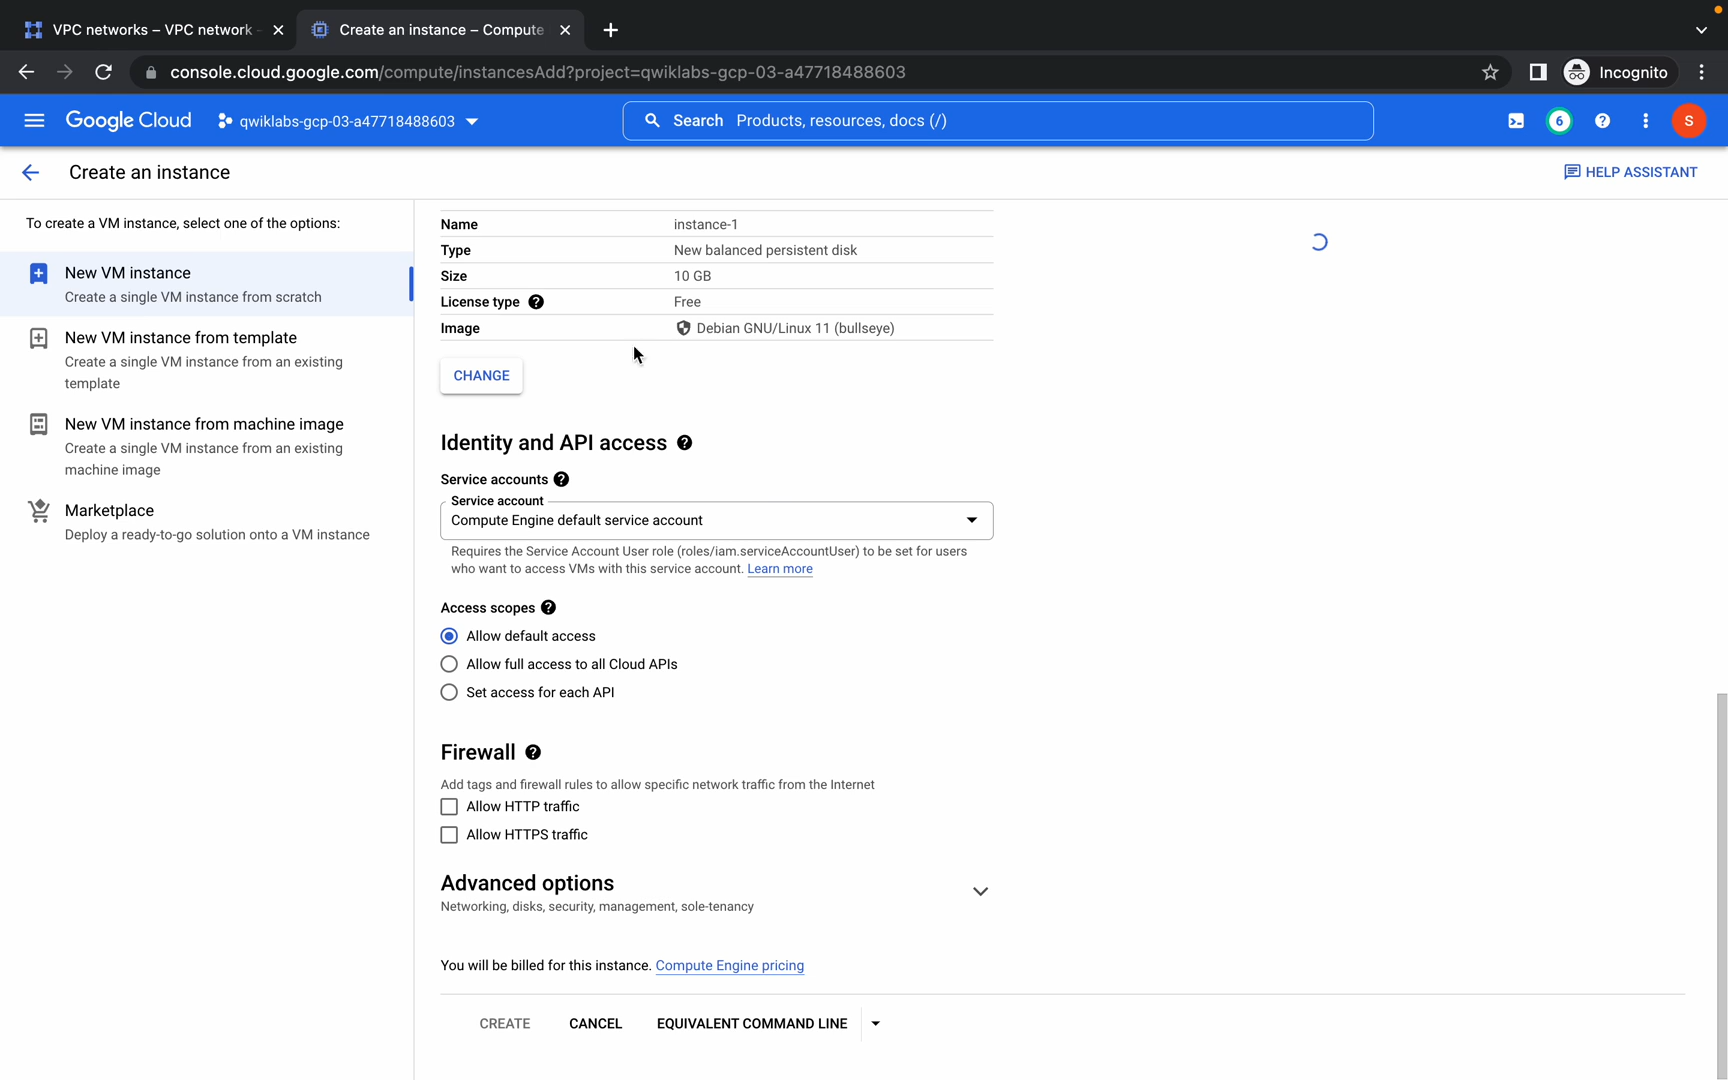 VPC networks – VPC network -
Create an instance – Compute
console.cloud.google.com/compute/instancesAdd?project=qwiklabs-gcp-03-a47718488603
Incognito
Google Cloud
qwiklabs-gcp-03-a47718488603
Search Products, resources, docs (/)
6
S
Create an instance
HELP ASSISTANT
To create a VM instance, select one of the options:
New VM instance
Create a single VM instance from scratch
New VM instance from template
Create a single VM instance from an existing
template
New VM instance from machine image
Create a single VM instance from an existing
machine image
Marketplace
Deploy a ready-to-go solution onto a VM instance
Name instance-1
Type New balanced persistent disk
Size 10 GB
License type Free
Image Debian GNU/Linux 11 (bullseye)
CHANGE
Identity and API access
Service accounts
Service account
Compute Engine default service account
Requires the Service Account User role (roles/iam.serviceAccountUser) to be set for users
who want to access VMs with this service account. Learn more
Access scopes
Allow default access
Allow full access to all Cloud APIs
Set access for each API
Firewall
Add tags and firewall rules to allow specific network traffic from the Internet
Allow HTTP traffic
Allow HTTPS traffic
Advanced options
Networking, disks, security, management, sole-tenancy
You will be billed for this instance. Compute Engine pricing
CREATE CANCEL EQUIVALENT COMMAND LINE